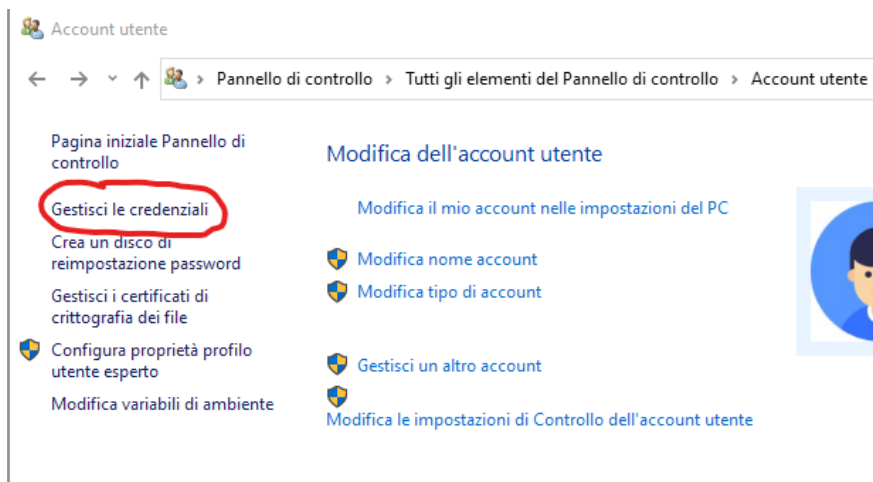 Account utente
Pannello di controllo > Tutti gli elementi del Pannello di controllo > Account utente
Pagina iniziale Pannello di
controllo
Gestisci le credenziali
Crea un disco di
reimpostazione password
Gestisci i certificati di
crittografia dei file
Configura proprietà profilo
utente esperto
Modifica variabili di ambiente
Modifica dell'account utente
Modifica il mio account nelle impostazioni del PC
Modifica nome account
Modifica tipo di account
Gestisci un altro account
Modifica le impostazioni di Controllo dell'account utente